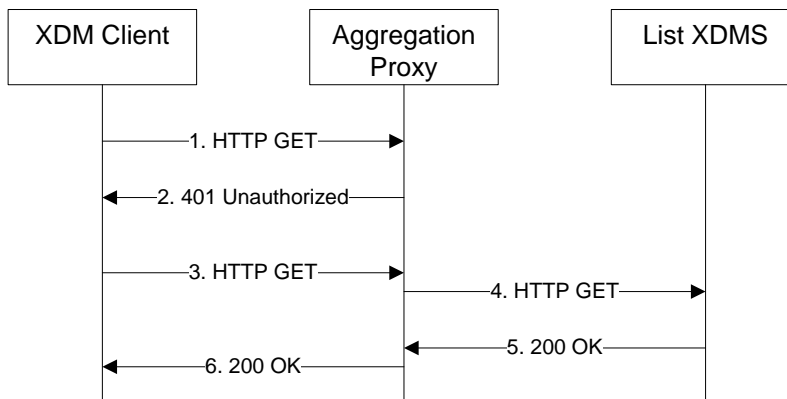 XDM Client
Aggregation
Proxy
List XDMS
1. HTTP GET
2. 401 Unauthorized
3. HTTP GET
4. HTTP GET
5. 200 OK
6. 200 OK